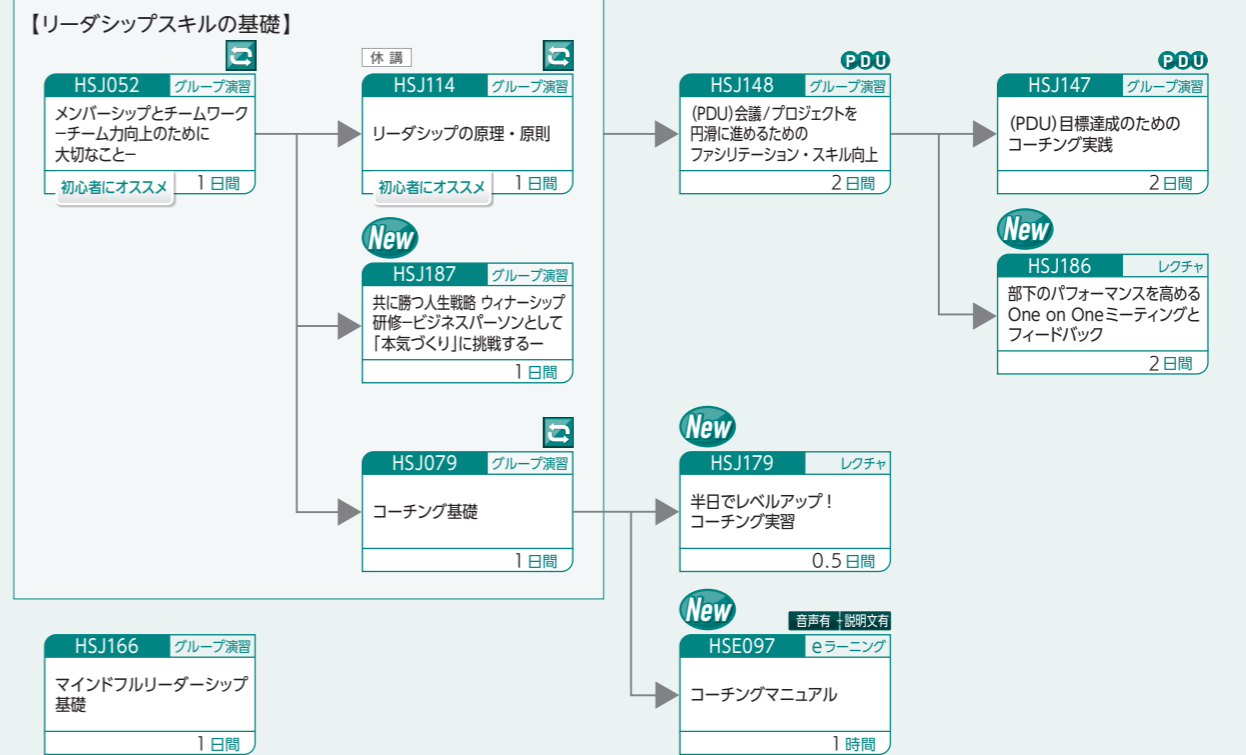 【リーダシップスキルの基礎】
HSJ052 グループ演習
メンバーシップとチームワーク
−チーム力向上のために
大切なこと−
初心者にオススメ 1日間
休 講
HSJ114 グループ演習
リーダシップの原理・原則
初心者にオススメ 1日間
PDU
HSJ148 グループ演習
(PDU)会議/プロジェクトを
円滑に進めるための
ファシリテーション・スキル向上
2日間
PDU
HSJ147 グループ演習
(PDU)目標達成のための
コーチング実践
2日間
New
HSJ187 グループ演習
共に勝つ人生戦略 ウィナーシップ
研修−ビジネスパーソンとして
「本気づくり」に挑戦するー
1日間
New
HSJ186 レクチャ
部下のパフォーマンスを高める
One on Oneミーティングと
フィードバック
2日間
HSJ079 グループ演習
コーチング基礎
1日間
New
HSJ179 レクチャ
半日でレベルアップ！
コーチング実習
0.5日間
New
音声有 説明文有
HSE097 eラーニング
コーチングマニュアル
1時間
HSJ166 グループ演習
マインドフルリーダーシップ
基礎
1日間